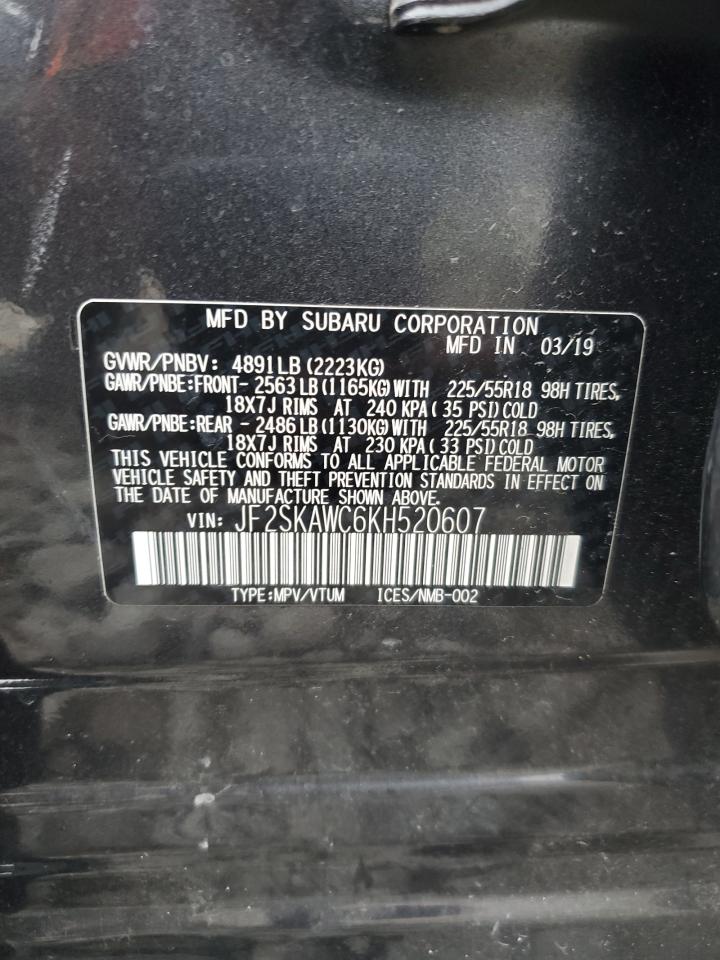 MFD BY SUBARU CORPORATION
MFD IN 03/19
GVWR/PNBV: 4891LB (2223KG)
GAWR/PNBE:FRONT- 2563 LB (1165KG) WITH 225/55R18 98H TIRES,
18X7J RIMS AT 240 KPA( 35 PSI) COLD
GAWR/PNBE:REAR - 2486 LB (1130KG) WITH 225/55R18 98H TIRES,
18X7J RIMS AT 230 KPA( 33 PSI) COLD
THIS VEHICLE CONFORMS TO ALL APPLICABLE FEDERAL MOTOR
VEHICLE SAFETY AND THEFT PREVENTION STANDARDS IN EFFECT ON
THE DATE OF MANUFACTURE SHOWN ABOVE.
VIN: JF2SKAWC6KH520607
TYPE:MPV/VTUM ICES/NMB-002